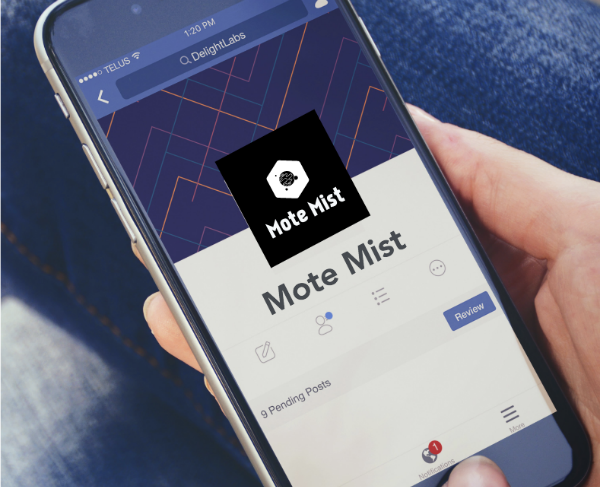 TELUS 1:20 PM
DelightLabs
Mote Mist
Mote Mist
Review
9 Pending Posts
1
Notifications
More